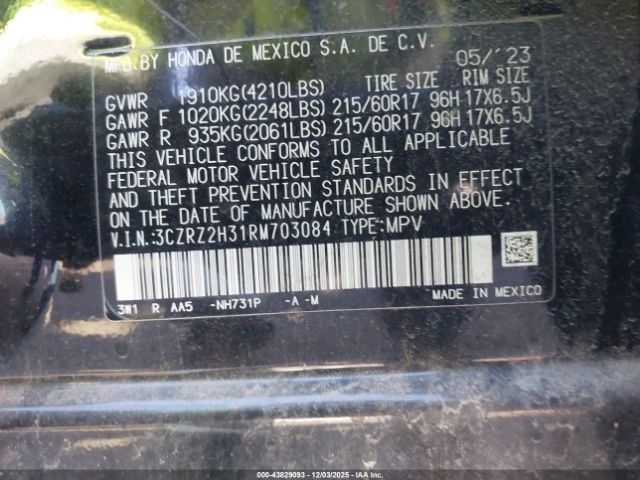 MFD.BY HONDA DE MEXICO S.A. DE C.V. 05/'23
TIRE SIZE RIM SIZE
GVWR 1910KG(4210LBS)
GAWR F 1020KG(2248LBS) 215/60R17 96H 17X6.5J
GAWR R 935KG(2061LBS) 215/60R17 96H 17X6.5J
THIS VEHICLE CONFORMS TO ALL APPLICABLE
FEDERAL MOTOR VEHICLE SAFETY
AND THEFT PREVENTION STANDARDS IN EFFECT
ON THE DATE OF MANUFACTURE SHOWN ABOVE.
V.I.N.:3CZRZ2H31RM703084 TYPE:MPV
3W1 R AA5 -NH731P -A -M
MADE IN MEXICO
000-43829093 - 12/03/2025 - IAAI.COM